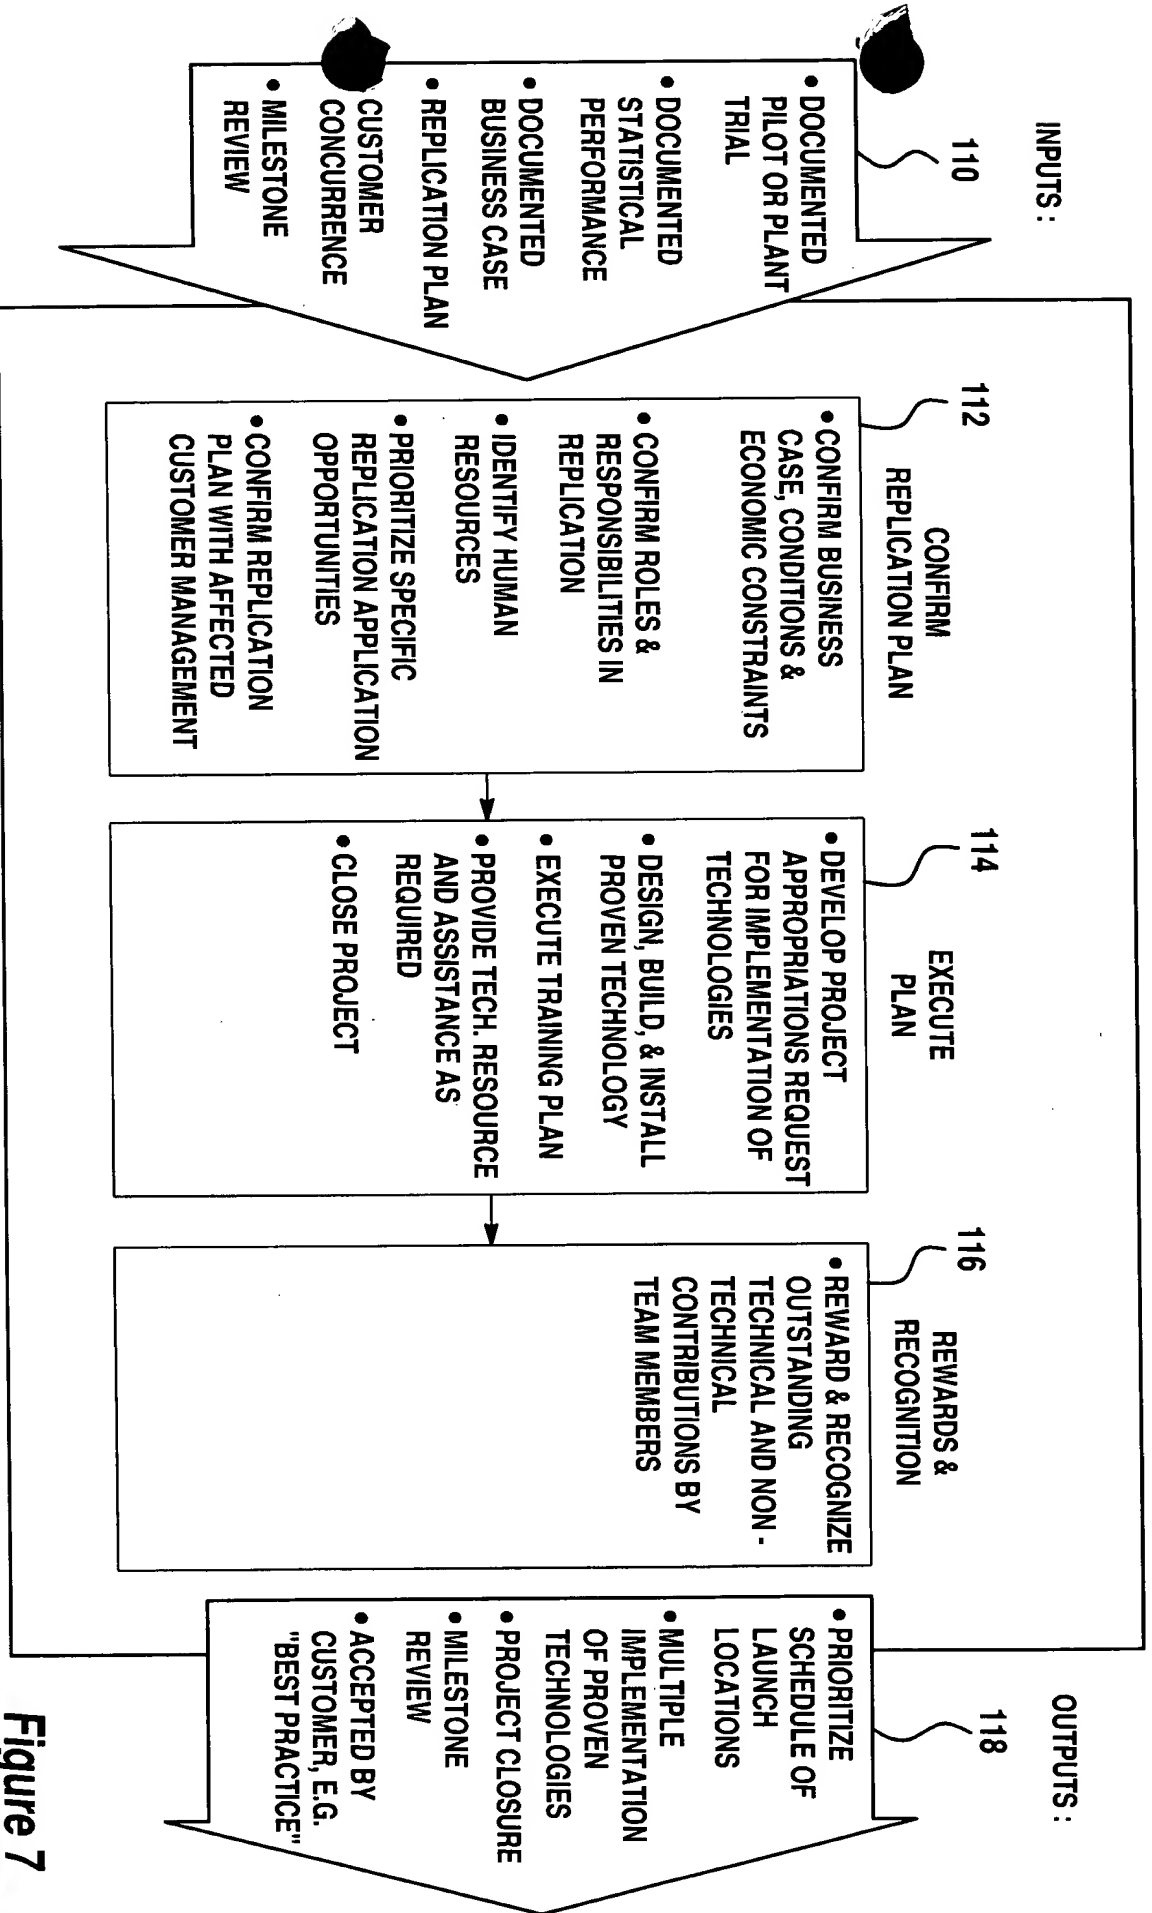 INPUTS :
110
• DOCUMENTED
PILOT OR PLANT
TRIAL
• DOCUMENTED
STATISTICAL
PERFORMANCE
• DOCUMENTED
BUSINESS CASE
• REPLICATION PLAN
CUSTOMER
CONCURRENCE
• MILESTONE
REVIEW
112
CONFIRM
REPLICATION PLAN
• CONFIRM BUSINESS
CASE, CONDITIONS &
ECONOMIC CONSTRAINTS
• CONFIRM ROLES &
RESPONSIBILITIES IN
REPLICATION
• IDENTIFY HUMAN
RESOURCES
• PRIORITIZE SPECIFIC
REPLICATION APPLICATION
OPPORTUNITIES
• CONFIRM REPLICATION
PLAN WITH AFFECTED
CUSTOMER MANAGEMENT
114
EXECUTE
PLAN
• DEVELOP PROJECT
APPROPRIATIONS REQUEST
FOR IMPLEMENTATION OF
TECHNOLOGIES
• DESIGN, BUILD, & INSTALL
PROVEN TECHNOLOGY
• EXECUTE TRAINING PLAN
• PROVIDE TECH. RESOURCE
AND ASSISTANCE AS
REQUIRED
• CLOSE PROJECT
116
REWARDS &
RECOGNITION
• REWARD & RECOGNIZE
OUTSTANDING
TECHNICAL AND NON -
TECHNICAL
CONTRIBUTIONS BY
TEAM MEMBERS
OUTPUTS :
118
• PRIORITIZE
SCHEDULE OF
LAUNCH
LOCATIONS
• MULTIPLE
IMPLEMENTATION
OF PROVEN
TECHNOLOGIES
• PROJECT CLOSURE
• MILESTONE
REVIEW
• ACCEPTED BY
CUSTOMER, E.G.
"BEST PRACTICE"
Figure 7